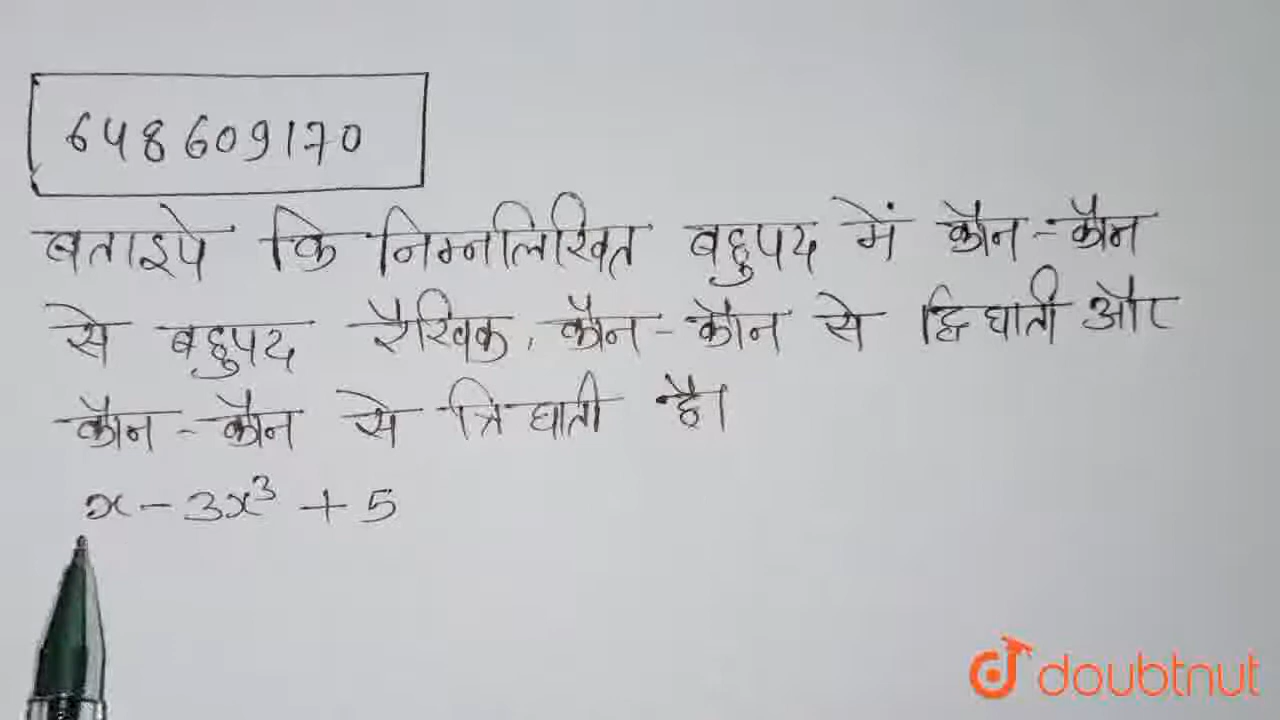 648609170
बताइये कि निम्नलिखित बहुपद में कौन-कौन
से बहुपद रैखिक, कौन-कौन से द्विघाती और
कौन-कौन से त्रिघाती है।
x - 3x³ + 5
doubtnut